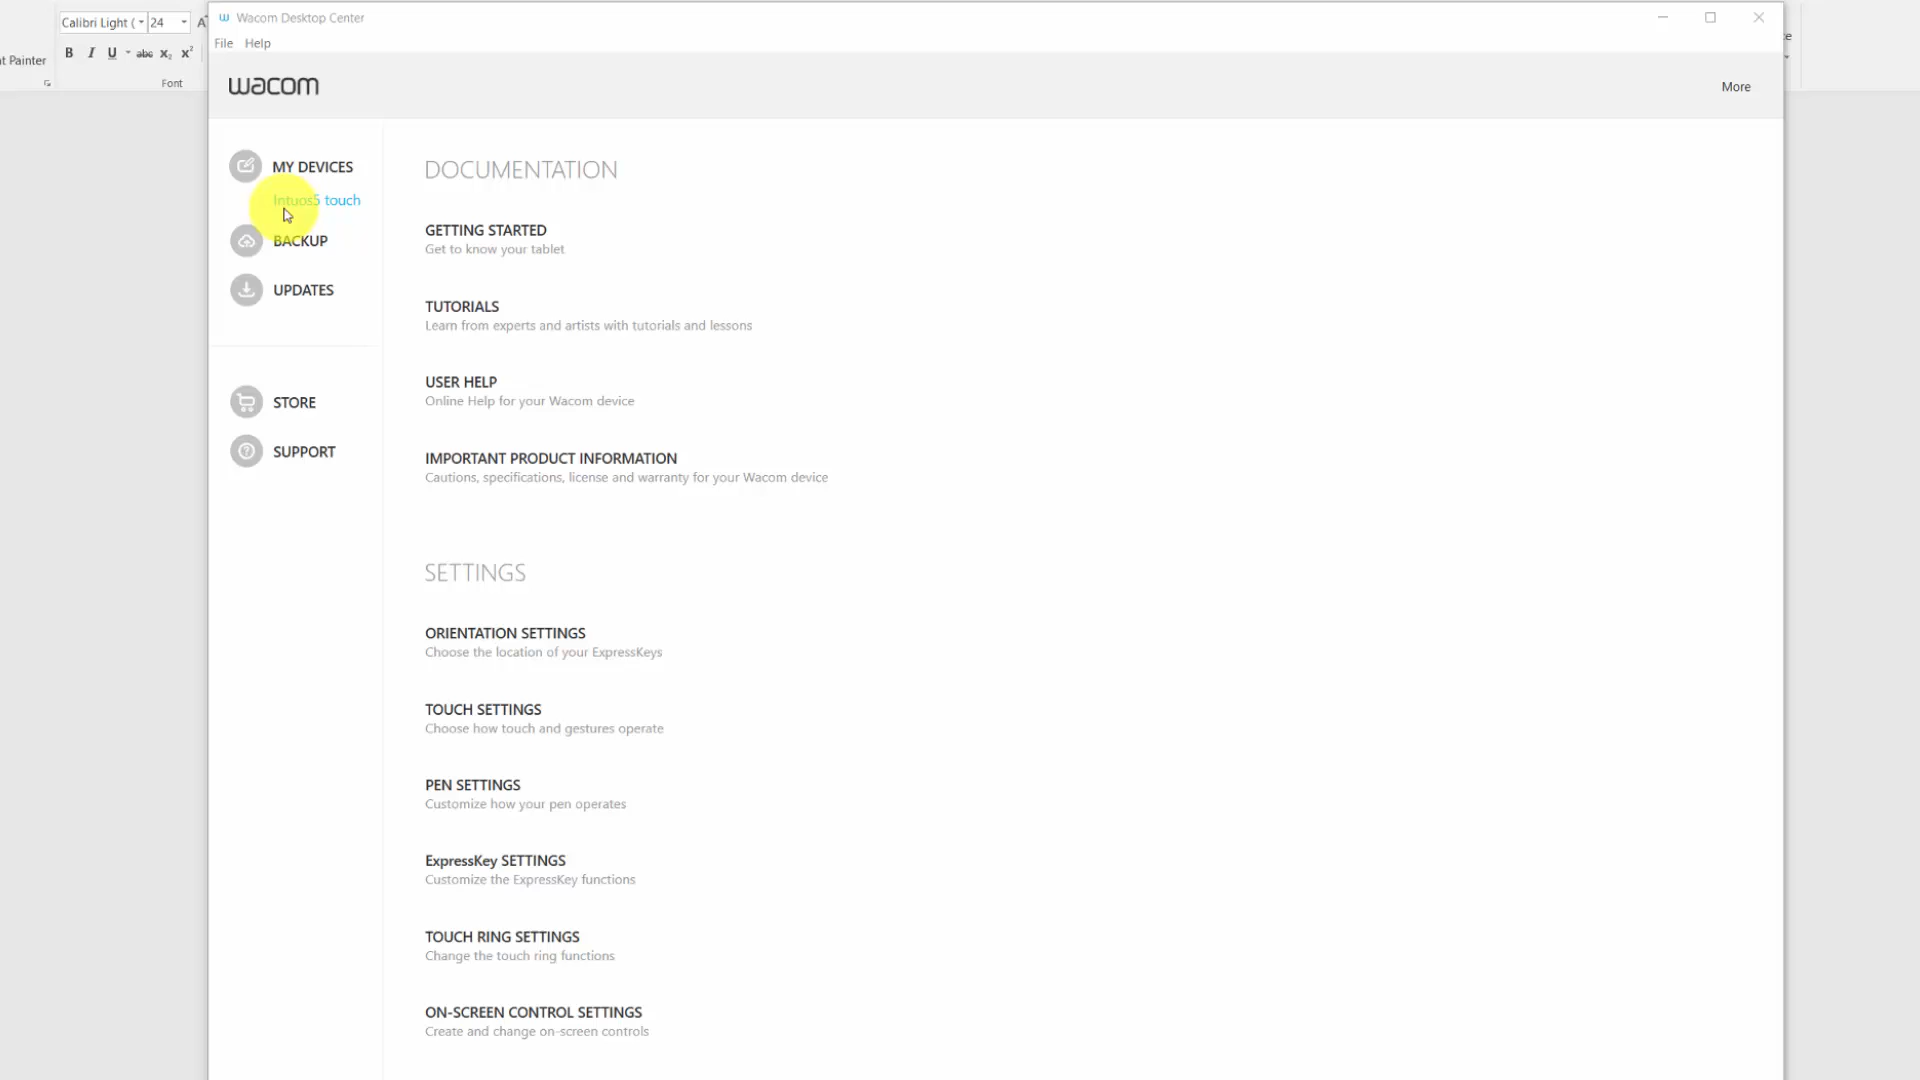 Calibri Light ( 24
t Painter
B I U abc x₂ x²
Font
Wacom Desktop Center
File Help
wacom
More
MY DEVICES
Intuos5 touch
BACKUP
UPDATES
STORE
SUPPORT
DOCUMENTATION
GETTING STARTED
Get to know your tablet
TUTORIALS
Learn from experts and artists with tutorials and lessons
USER HELP
Online Help for your Wacom device
IMPORTANT PRODUCT INFORMATION
Cautions, specifications, license and warranty for your Wacom device
SETTINGS
ORIENTATION SETTINGS
Choose the location of your ExpressKeys
TOUCH SETTINGS
Choose how touch and gestures operate
PEN SETTINGS
Customize how your pen operates
ExpressKey SETTINGS
Customize the ExpressKey functions
TOUCH RING SETTINGS
Change the touch ring functions
ON-SCREEN CONTROL SETTINGS
Create and change on-screen controls